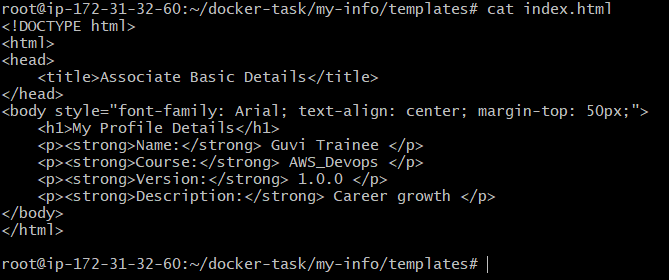 root@ip-172-31-32-60:~/docker-task/my-info/templates# cat index.html
<!DOCTYPE html>
<html>
<head>
    <title>Associate Basic Details</title>
</head>
<body style="font-family: Arial; text-align: center; margin-top: 50px;">
    <h1>My Profile Details</h1>
    <p><strong>Name:</strong> Guvi Trainee </p>
    <p><strong>Course:</strong> AWS_Devops </p>
    <p><strong>Version:</strong> 1.0.0 </p>
    <p><strong>Description:</strong> Career growth </p>
</body>
</html>

root@ip-172-31-32-60:~/docker-task/my-info/templates#